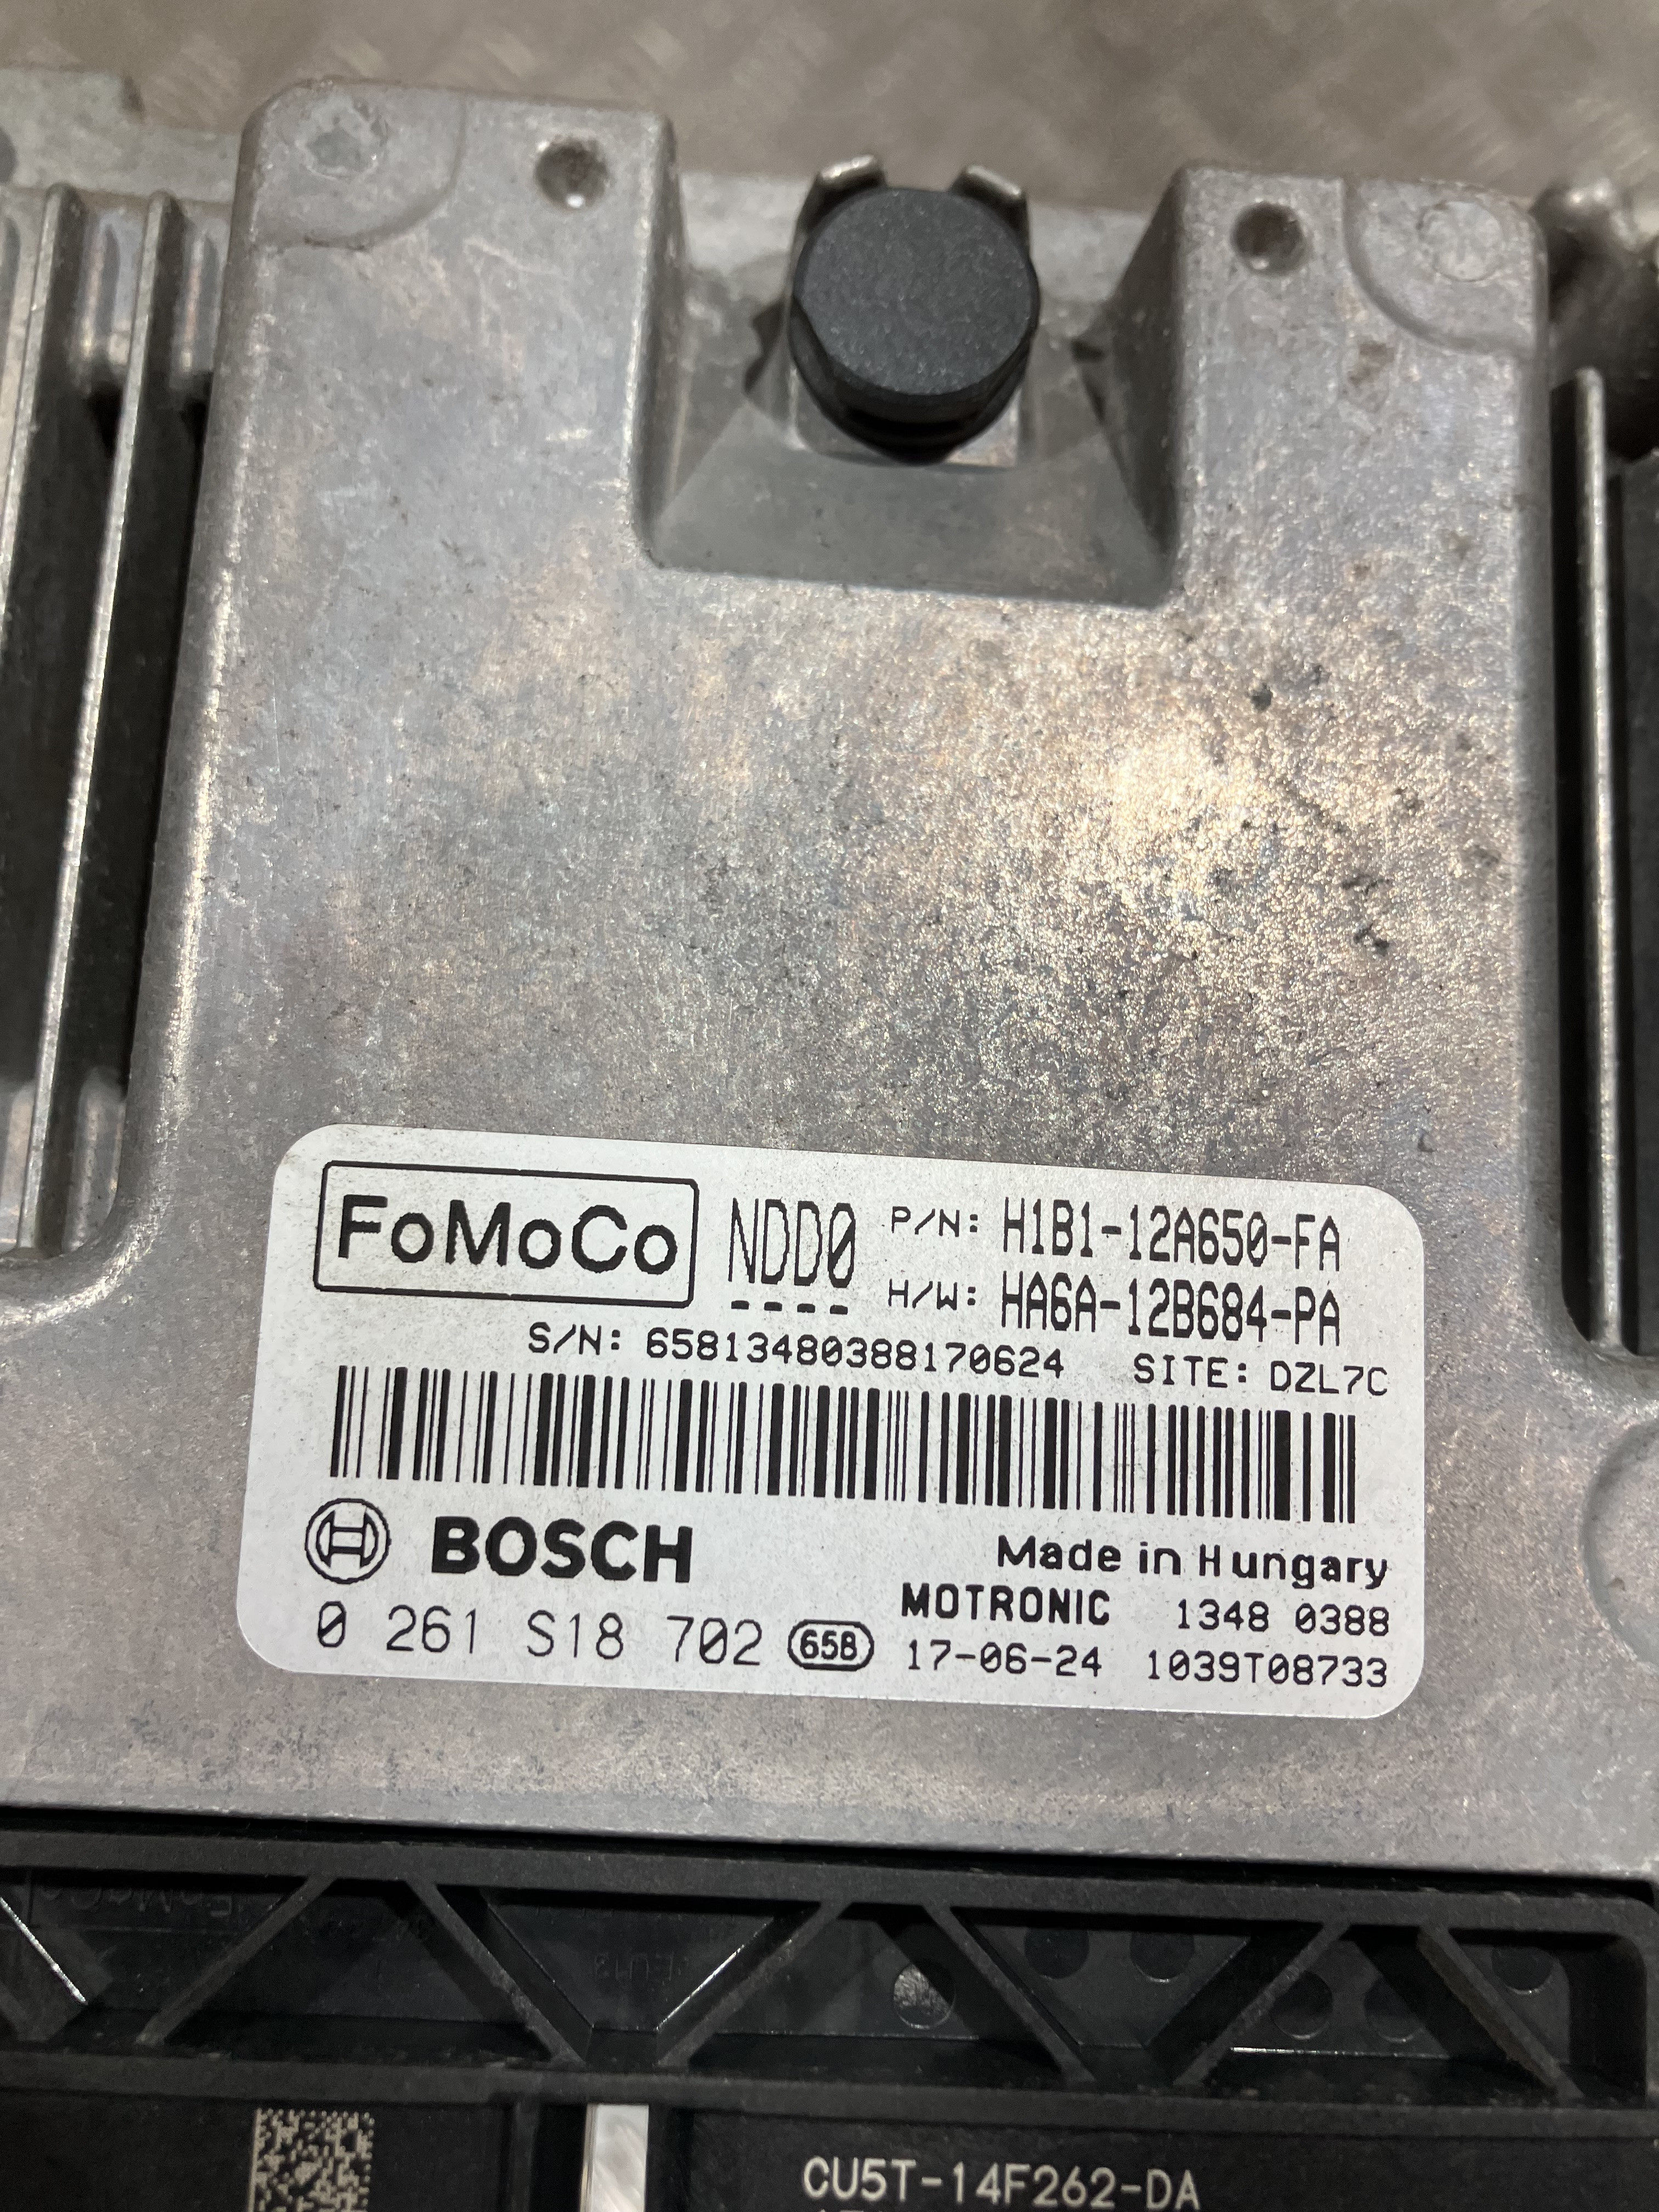 FoMoCo NDD0 P/N: H1B1-12A650-FA
---- H/W: HA6A-12B684-PA
S/N: 65813480388170624 SITE: DZL7C
BOSCH Made in Hungary
MOTRONIC 1348 0388
0 261 S18 702 658 17-06-24 1039T08733
FoMoCo
CU5T-14F262-DA